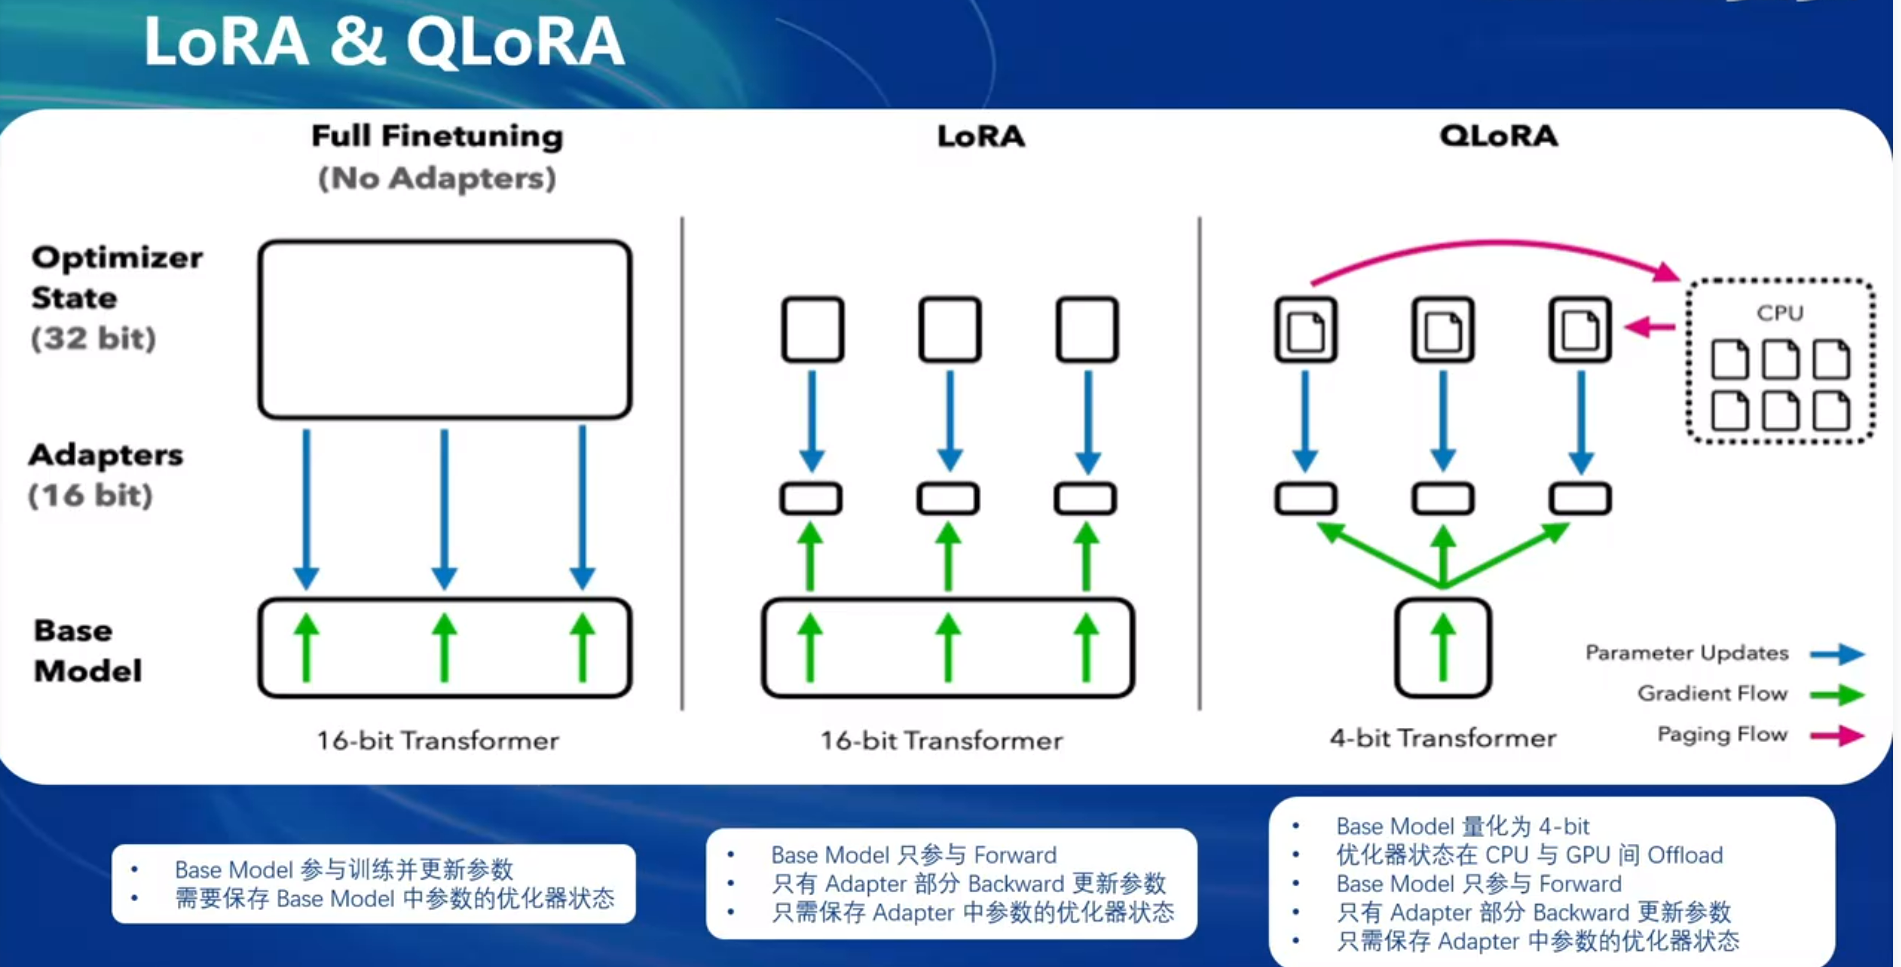 LoRA & QLoRA
Full Finetuning
(No Adapters)
LoRA
QLoRA
Optimizer
State
(32 bit)
CPU
Adapters
(16 bit)
Base
Model
Parameter Updates
Gradient Flow
Paging Flow
16-bit Transformer
16-bit Transformer
4-bit Transformer
• Base Model 参与训练并更新参数
• 需要保存 Base Model 中参数的优化器状态
• Base Model 只参与 Forward
• 只有 Adapter 部分 Backward 更新参数
• 只需保存 Adapter 中参数的优化器状态
• Base Model 量化为 4-bit
• 优化器状态在 CPU 与 GPU 间 Offload
• Base Model 只参与 Forward
• 只有 Adapter 部分 Backward 更新参数
• 只需保存 Adapter 中参数的优化器状态